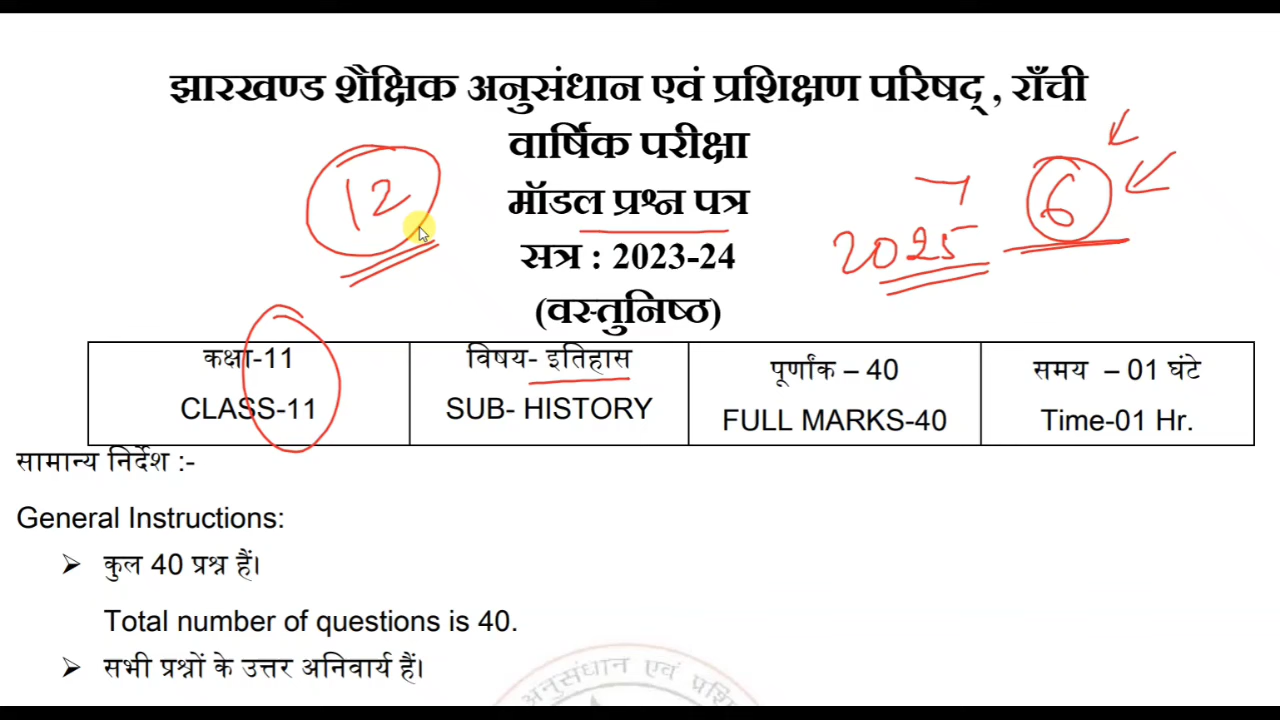 झारखण्ड शैक्षिक अनुसंधान एवं प्रशिक्षण परिषद् , राँची
वार्षिक परीक्षा
मॉडल प्रश्न पत्र
सत्र : 2023-24
(वस्तुनिष्ठ)
12
2025
6
कक्षा-11
CLASS-11
विषय- इतिहास
SUB- HISTORY
पूर्णांक – 40
FULL MARKS-40
समय – 01 घंटे
Time-01 Hr.
सामान्य निर्देश :-
General Instructions:
➢ कुल 40 प्रश्न हैं।
Total number of questions is 40.
➢ सभी प्रश्नों के उत्तर अनिवार्य हैं।
अनुसंधान एवं